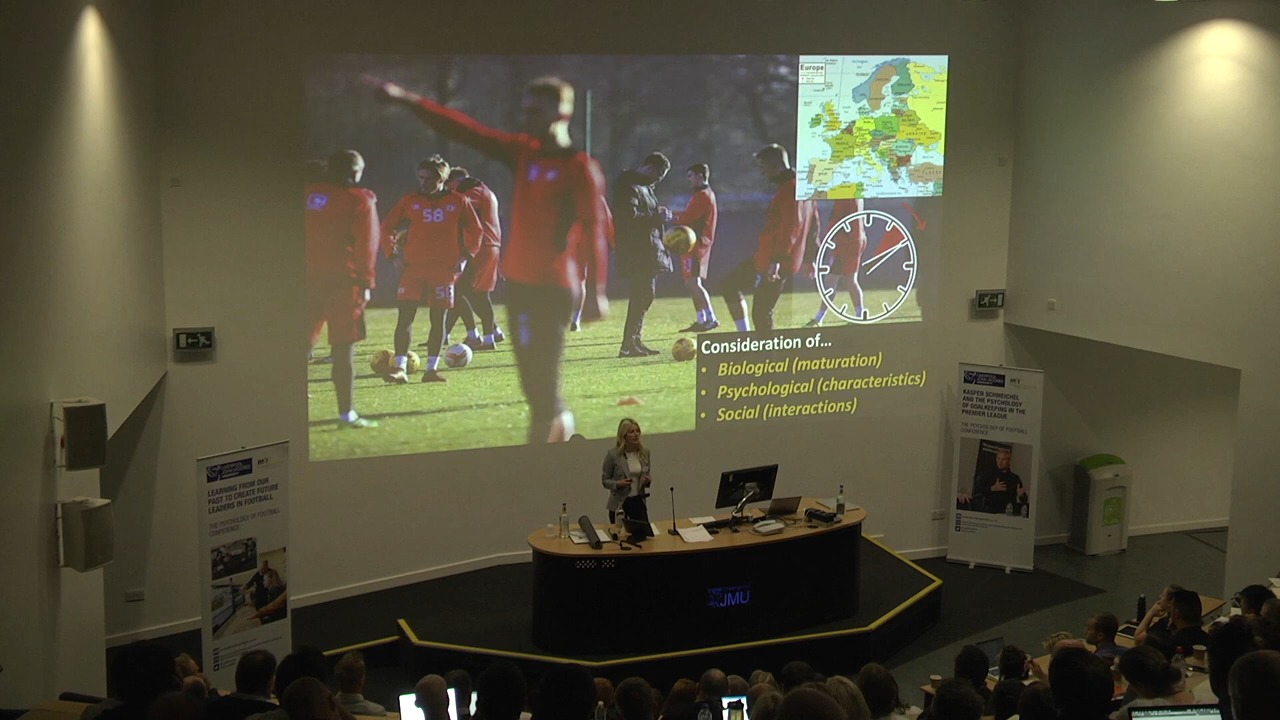 Europe
58
58
Consideration of...
• Biological (maturation)
• Psychological (characteristics)
• Social (interactions)
LEARNING FROM OUR
PAST TO CREATE FUTURE
LEADERS IN FOOTBALL
THE PSYCHOLOGY OF FOOTBALL
CONFERENCE
KASPER SCHMEICHEL
AND THE PSYCHOLOGY
OF GOALKEEPING IN THE
PREMIER LEAGUE
THE PSYCHOLOGY OF FOOTBALL
CONFERENCE
JMU